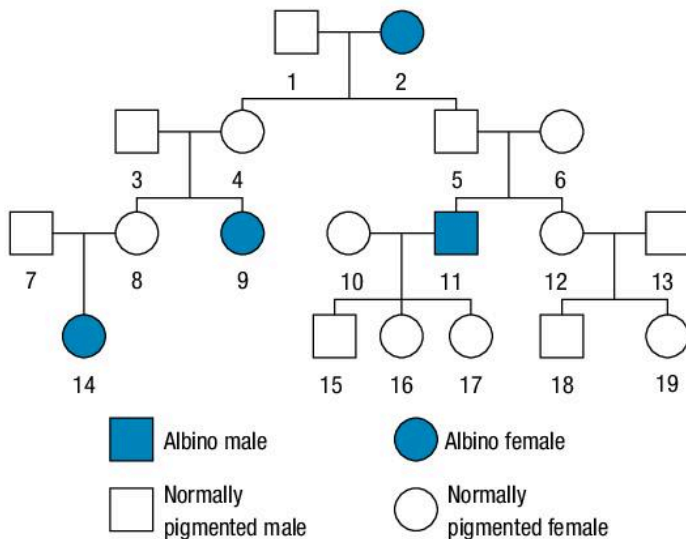 1 2
3 4 5 6
7 8 9 10 11 12 13
14 15 16 17 18 19
Albino male Albino female
Normally Normally
pigmented male pigmented female